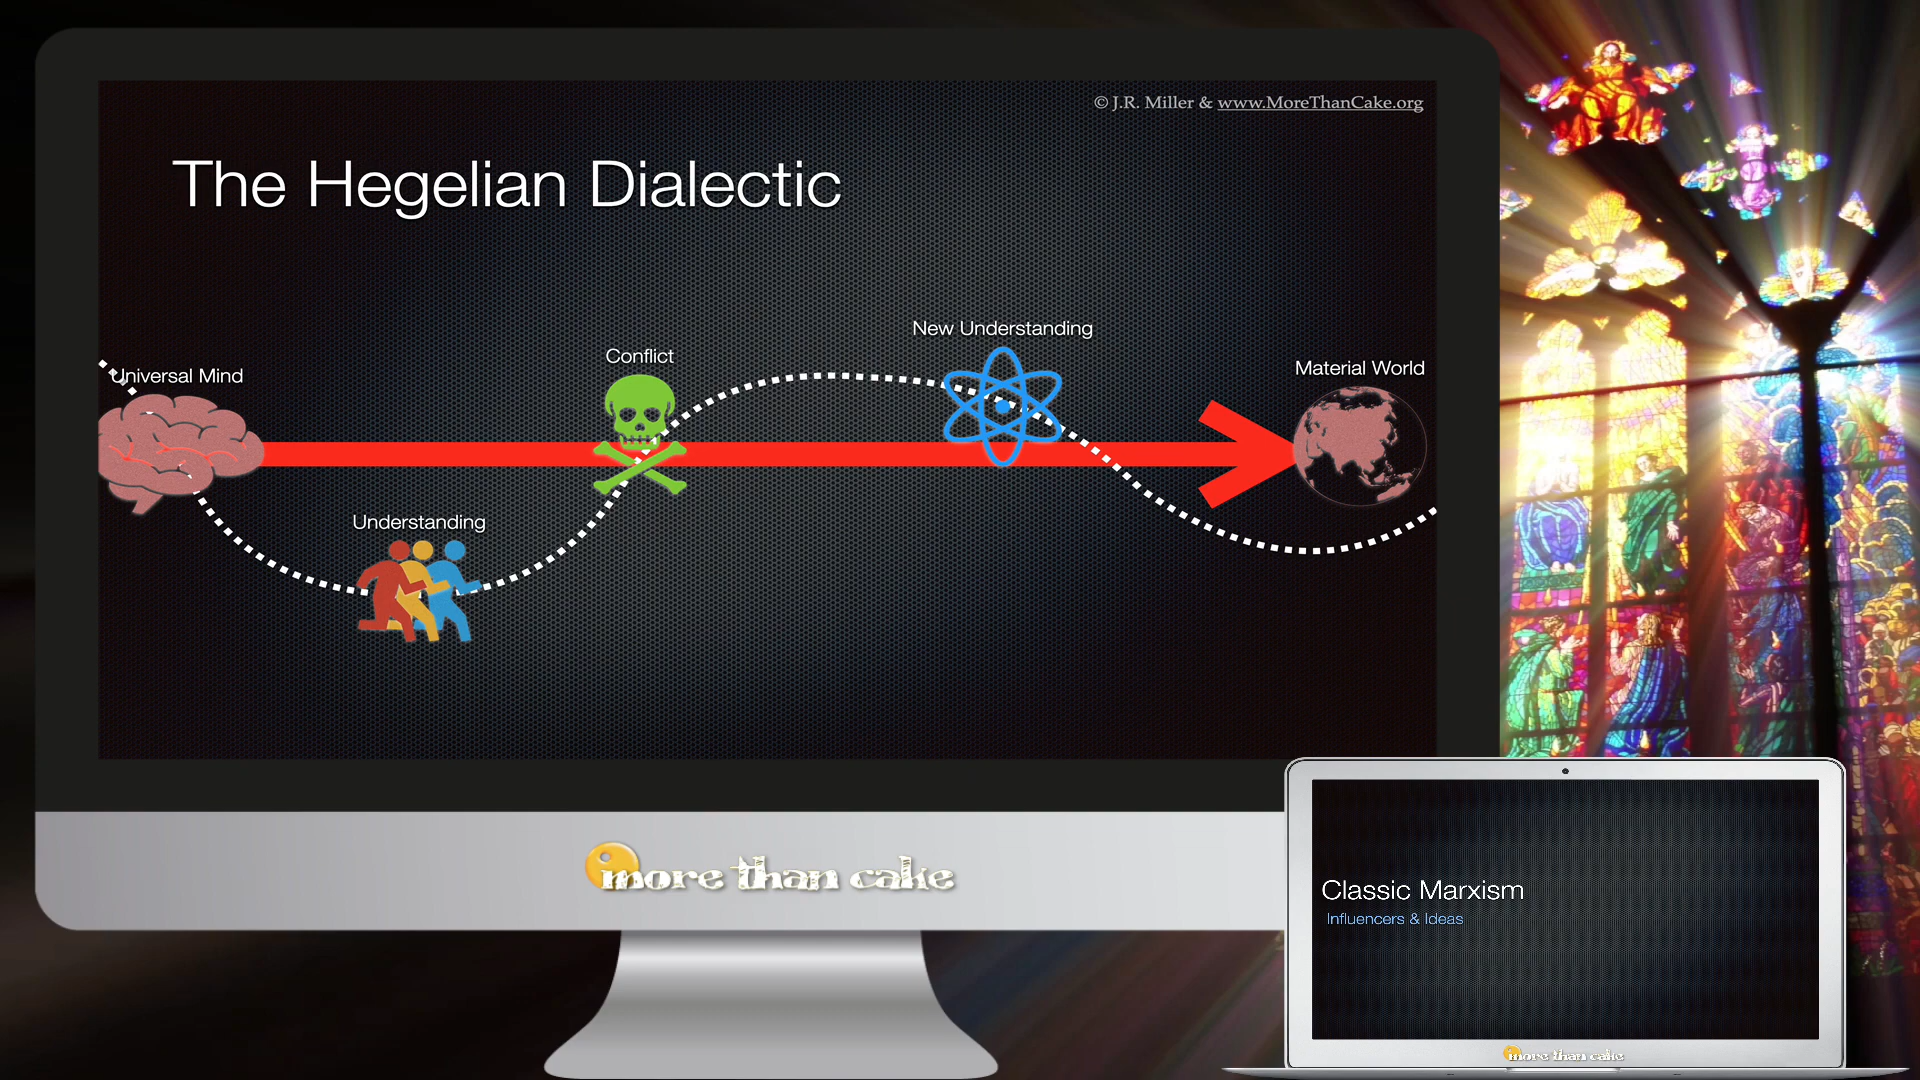 © J.R. Miller & www.MoreThanCake.org
The Hegelian Dialectic
New Understanding
Conflict
Material World
Universal Mind
Understanding
more than cake
Classic Marxism
Influencers & Ideas
more than cake